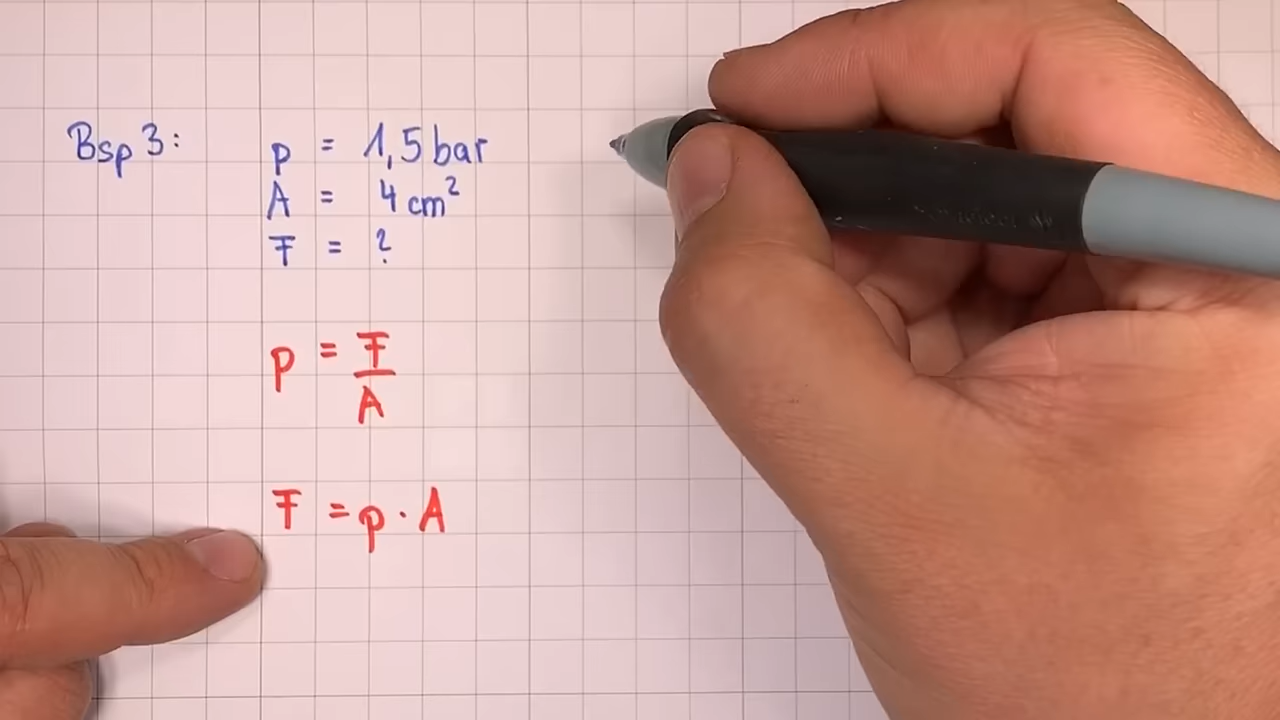 Bsp 3: p = 1,5 bar
A = 4 cm²
F = ?
p = F/A
F = p · A